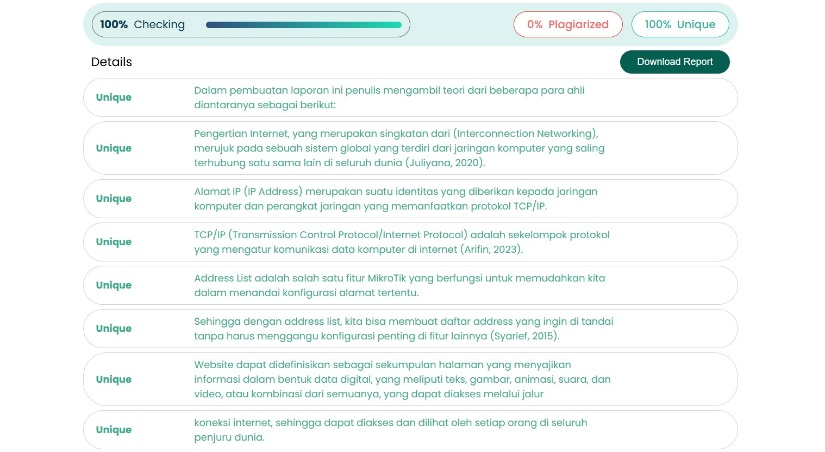 100% Checking
0% Plagiarized
100% Unique
Details
Download Report
Unique
Dalam pembuatan laporan ini penulis mengambil teori dari beberapa para ahli
diantaranya sebagai berikut:
Unique
Pengertian Internet, yang merupakan singkatan dari (Interconnection Networking),
merujuk pada sebuah sistem global yang terdiri dari jaringan komputer yang saling
terhubung satu sama lain di seluruh dunia (Juliyana, 2020).
Unique
Alamat IP (IP Address) merupakan suatu identitas yang diberikan kepada jaringan
komputer dan perangkat jaringan yang memanfaatkan protokol TCP/IP.
Unique
TCP/IP (Transmission Control Protocol/Internet Protocol) adalah sekelompok protokol
yang mengatur komunikasi data komputer di internet (Arifin, 2023).
Unique
Address List adalah salah satu fitur MikroTik yang berfungsi untuk memudahkan kita
dalam menandai konfigurasi alamat tertentu.
Unique
Sehingga dengan address list, kita bisa membuat daftar address yang ingin di tandai
tanpa harus menggangu konfigurasi penting di fitur lainnya (Syarief, 2015).
Unique
Website dapat didefinisikan sebagai sekumpulan halaman yang menyajikan
informasi dalam bentuk data digital, yang meliputi teks, gambar, animasi, suara, dan
video, atau kombinasi dari semuanya, yang dapat diakses melalui jalur
Unique
koneksi internet, sehingga dapat diakses dan dilihat oleh setiap orang di seluruh
penjuru dunia.